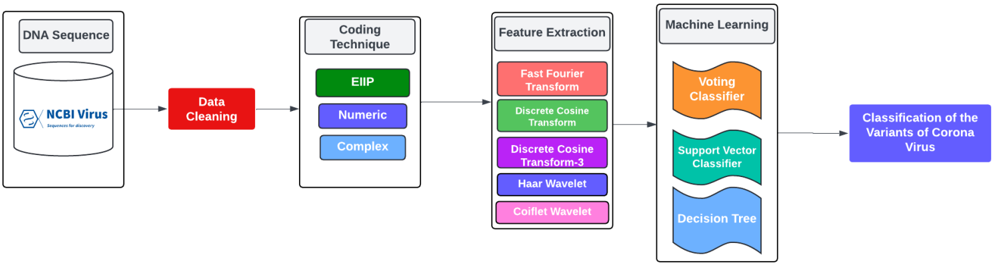 DNA Sequence
NCBI Virus
Sequences for discovery
Data
Cleaning
Coding
Technique
EIIP
Numeric
Complex
Feature Extraction
Fast Fourier
Transform
Discrete Cosine
Transform
Discrete Cosine
Transform-3
Haar Wavelet
Coiflet Wavelet
Machine Learning
Voting
Classifier
Support Vector
Classifier
Decision Tree
Classification of the
Variants of Corona
Virus